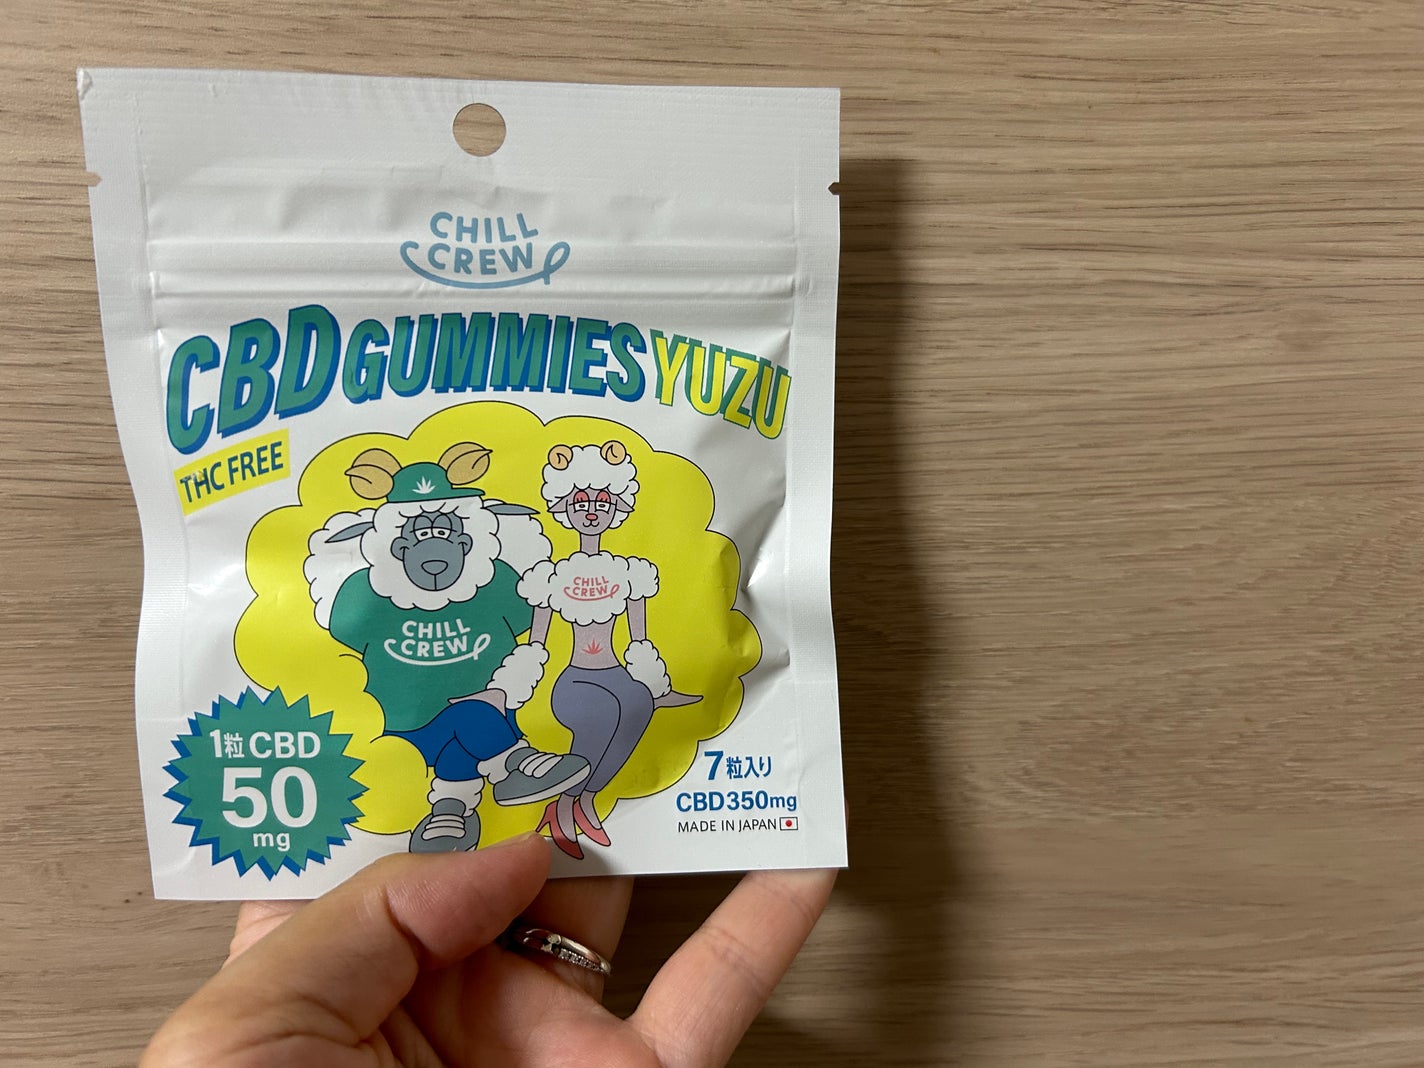 CHILL
CREW
CBD GUMMIES YUZU
THC FREE
CHILL
CREW
CHILL
CREW
1粒 CBD
50
mg
7粒入り
CBD350mg
MADE IN JAPAN